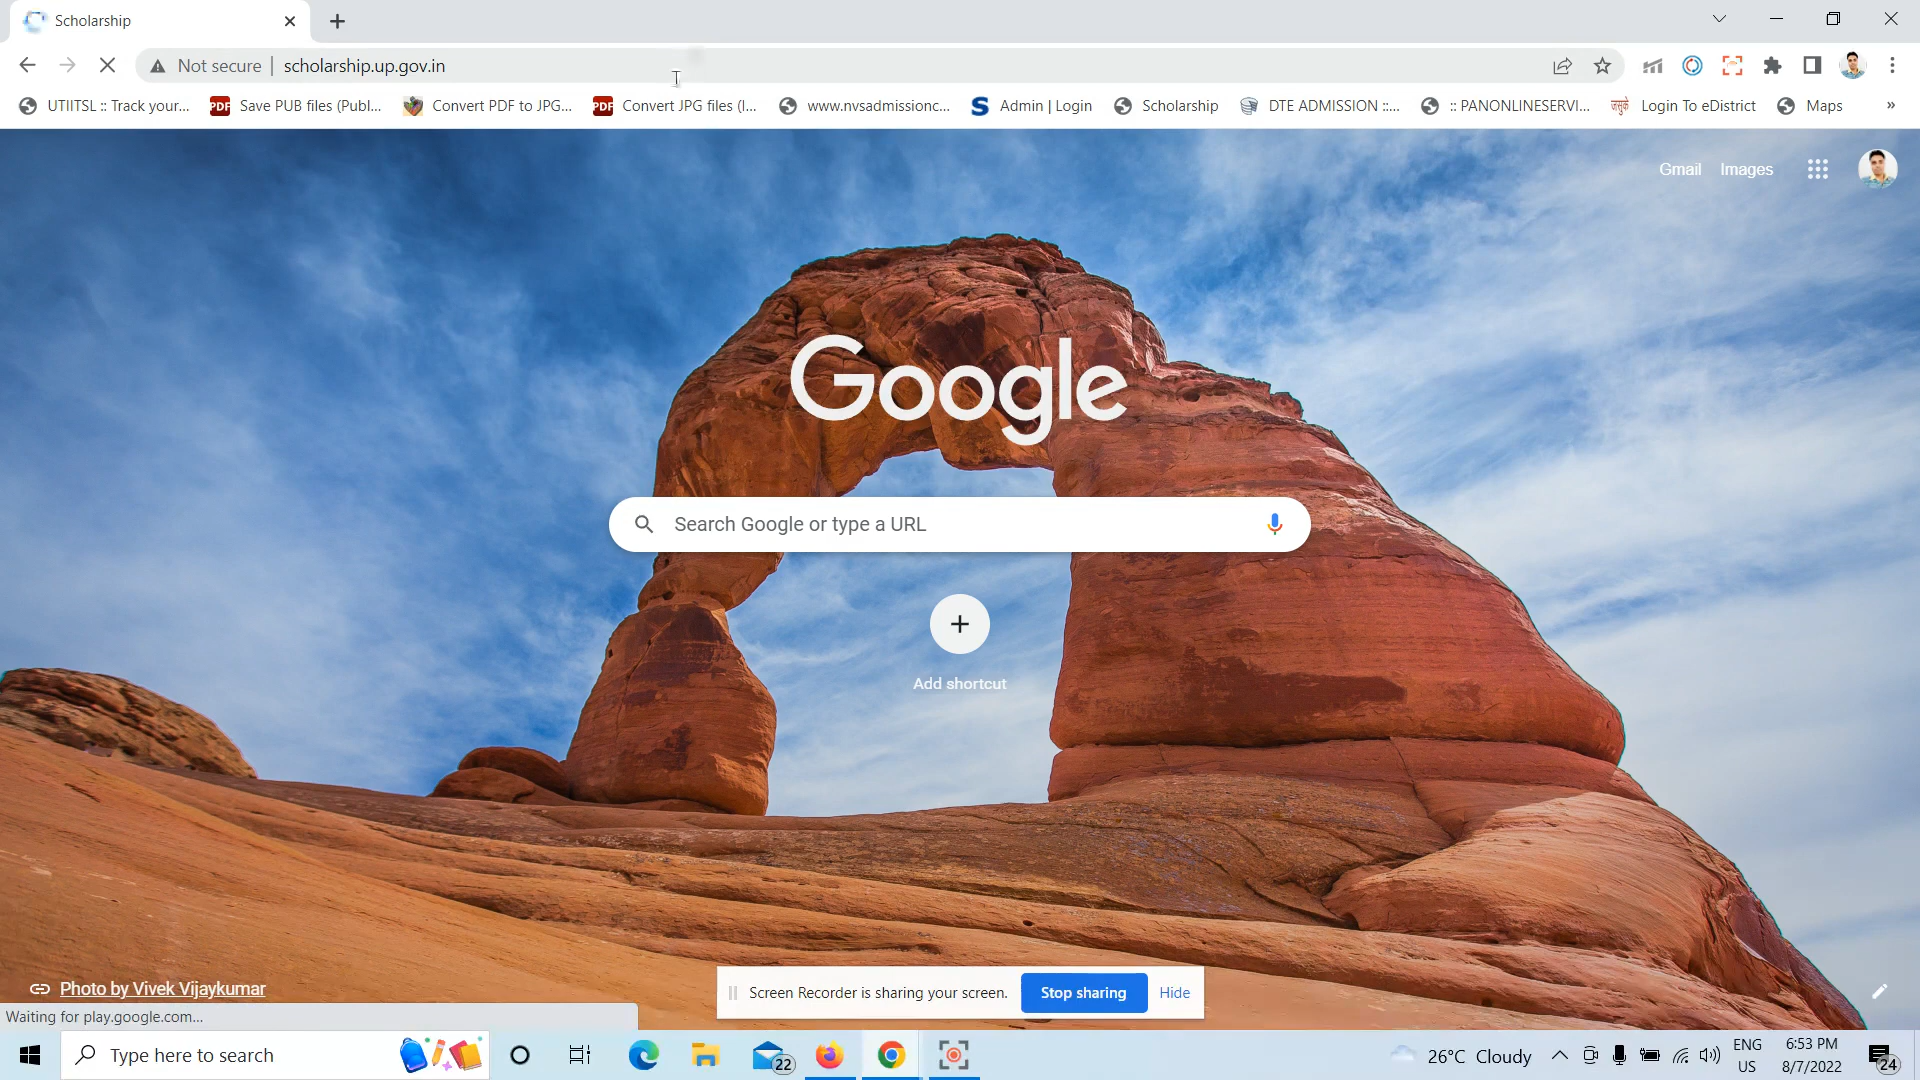 Scholarship
Not secure | scholarship.up.gov.in
UTIITSL :: Track your...
PDF Save PUB files (Publ...
Convert PDF to JPG...
PDF Convert JPG files (I...
www.nvsadmissionc...
S Admin | Login
Scholarship
DTE ADMISSION ::...
:: PANONLINESERVI...
Login To eDistrict
Maps
»
Gmail Images
Google
Search Google or type a URL
Add shortcut
Photo by Vivek Vijaykumar
Screen Recorder is sharing your screen. Stop sharing Hide
Waiting for play.google.com...
Type here to search
22
26°C Cloudy
ENG
US
6:53 PM
8/7/2022
24